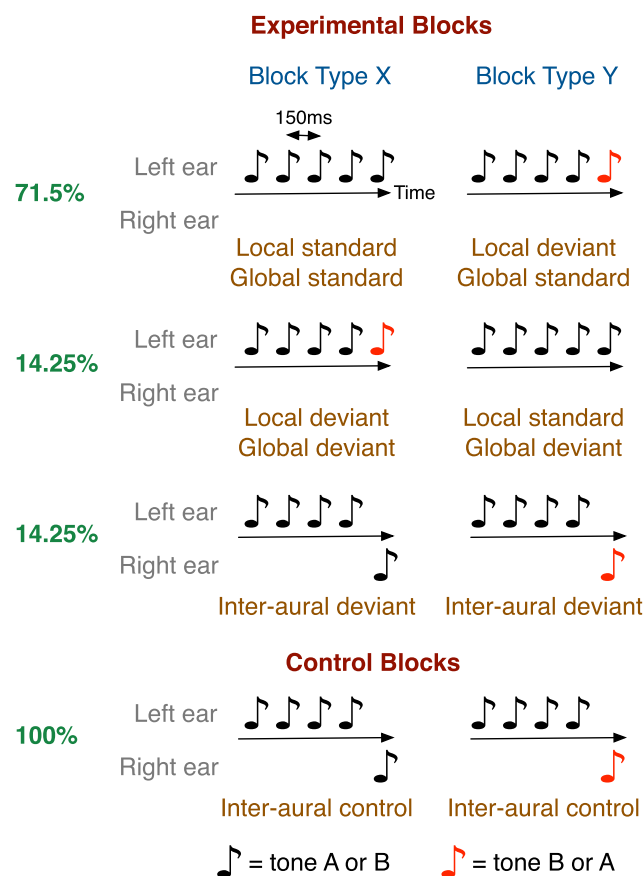 Experimental Blocks
Block Type X
Block Type Y
150ms
71.5%
Left ear
Time
Right ear
Local standard
Global standard
Local deviant
Global standard
14.25%
Left ear
Right ear
Local deviant
Global deviant
Local standard
Global deviant
14.25%
Left ear
Right ear
Inter-aural deviant
Inter-aural deviant
Control Blocks
100%
Left ear
Right ear
Inter-aural control
Inter-aural control
= tone A or B
= tone B or A